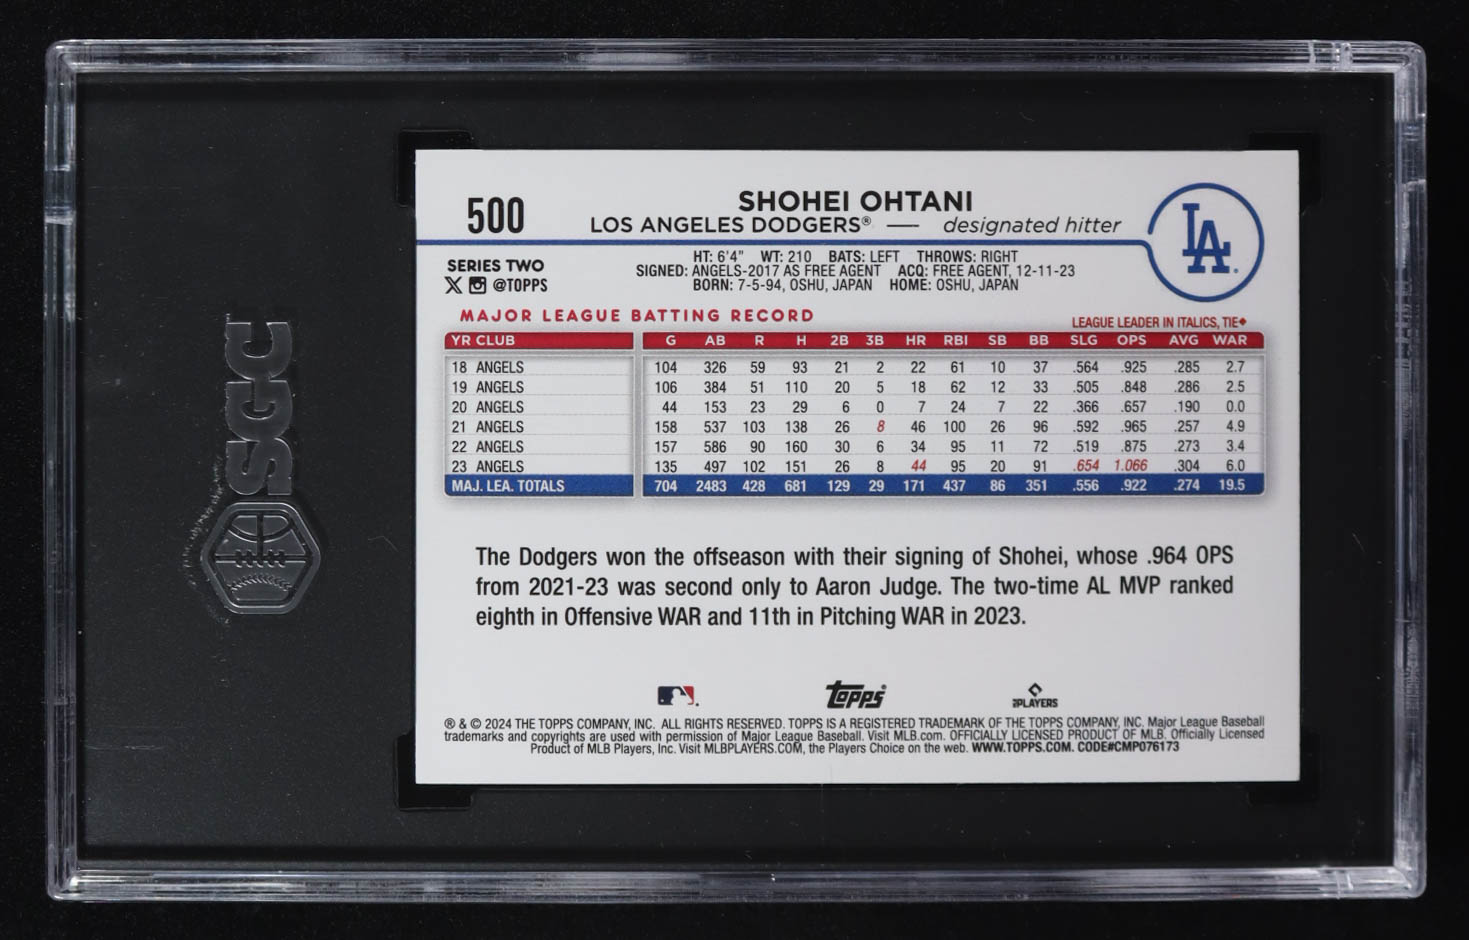 SGC
500
SHOHEI OHTANI
LOS ANGELES DODGERS® — designated hitter
LA
SERIES TWO
@TOPPS
HT: 6'4" WT: 210 BATS: LEFT THROWS: RIGHT
SIGNED: ANGELS-2017 AS FREE AGENT ACQ: FREE AGENT, 12-11-23
BORN: 7-5-94, OSHU, JAPAN HOME: OSHU, JAPAN
MAJOR LEAGUE BATTING RECORD
LEAGUE LEADER IN ITALICS, TIE♦
YR CLUB G AB R H 2B 3B HR RBI SB BB SLG OPS AVG WAR
18 ANGELS 104 326 59 93 21 2 22 61 10 37 .564 .925 .285 2.7
19 ANGELS 106 384 51 110 20 5 18 62 12 33 .505 .848 .286 2.5
20 ANGELS 44 153 23 29 6 0 7 24 7 22 .366 .657 .190 0.0
21 ANGELS 158 537 103 138 26 8 46 100 26 96 .592 .965 .257 4.9
22 ANGELS 157 586 90 160 30 6 34 95 11 72 .519 .875 .273 3.4
23 ANGELS 135 497 102 151 26 8 44 95 20 91 .654 1.066 .304 6.0
MAJ. LEA. TOTALS 704 2483 428 681 129 29 171 437 86 351 .556 .922 .274 19.5
The Dodgers won the offseason with their signing of Shohei, whose .964 OPS
from 2021-23 was second only to Aaron Judge. The two-time AL MVP ranked
eighth in Offensive WAR and 11th in Pitching WAR in 2023.
Topps
PLAYERS
® & © 2024 THE TOPPS COMPANY, INC. ALL RIGHTS RESERVED. TOPPS IS A REGISTERED TRADEMARK OF THE TOPPS COMPANY, INC. Major League Baseball
trademarks and copyrights are used with permission of Major League Baseball. Visit MLB.com. OFFICIALLY LICENSED PRODUCT OF MLB. Officially Licensed
Product of MLB Players, Inc. Visit MLBPLAYERS.COM, the Players Choice on the web. WWW.TOPPS.COM. CODE#CMP076173